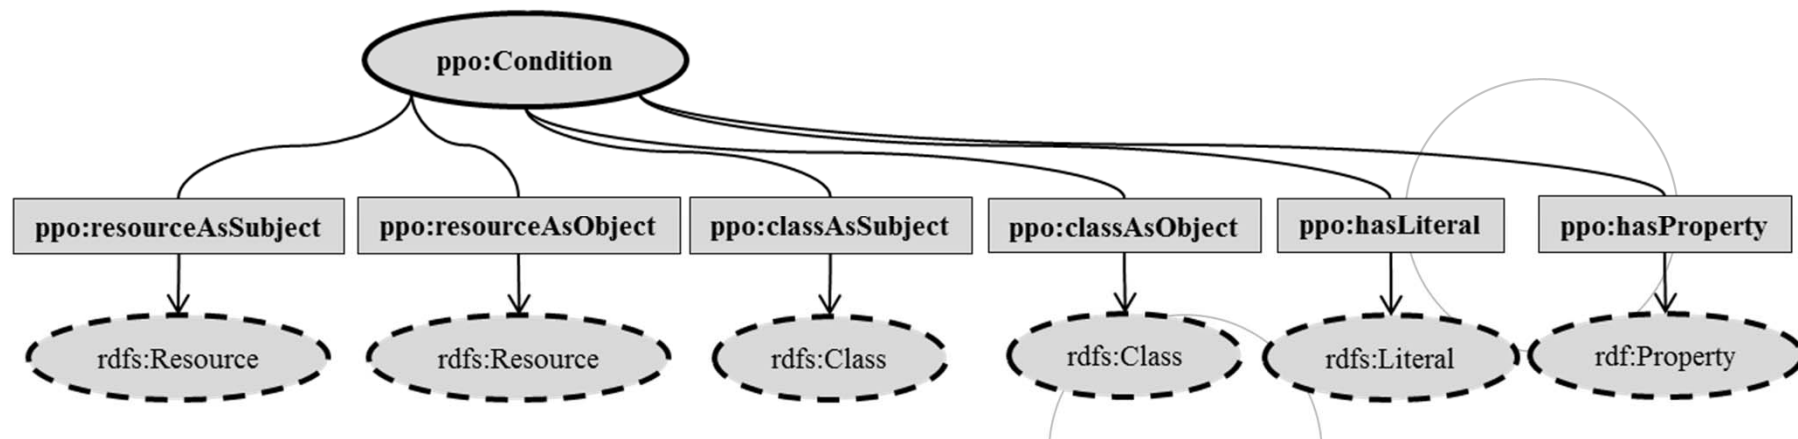 ppo:Condition
ppo:resourceAsSubject
ppo:resourceAsObject
ppo:classAsSubject
ppo:classAsObject
ppo:hasLiteral
ppo:hasProperty
rdfs:Resource
rdfs:Resource
rdfs:Class
rdfs:Class
rdfs:Literal
rdf:Property